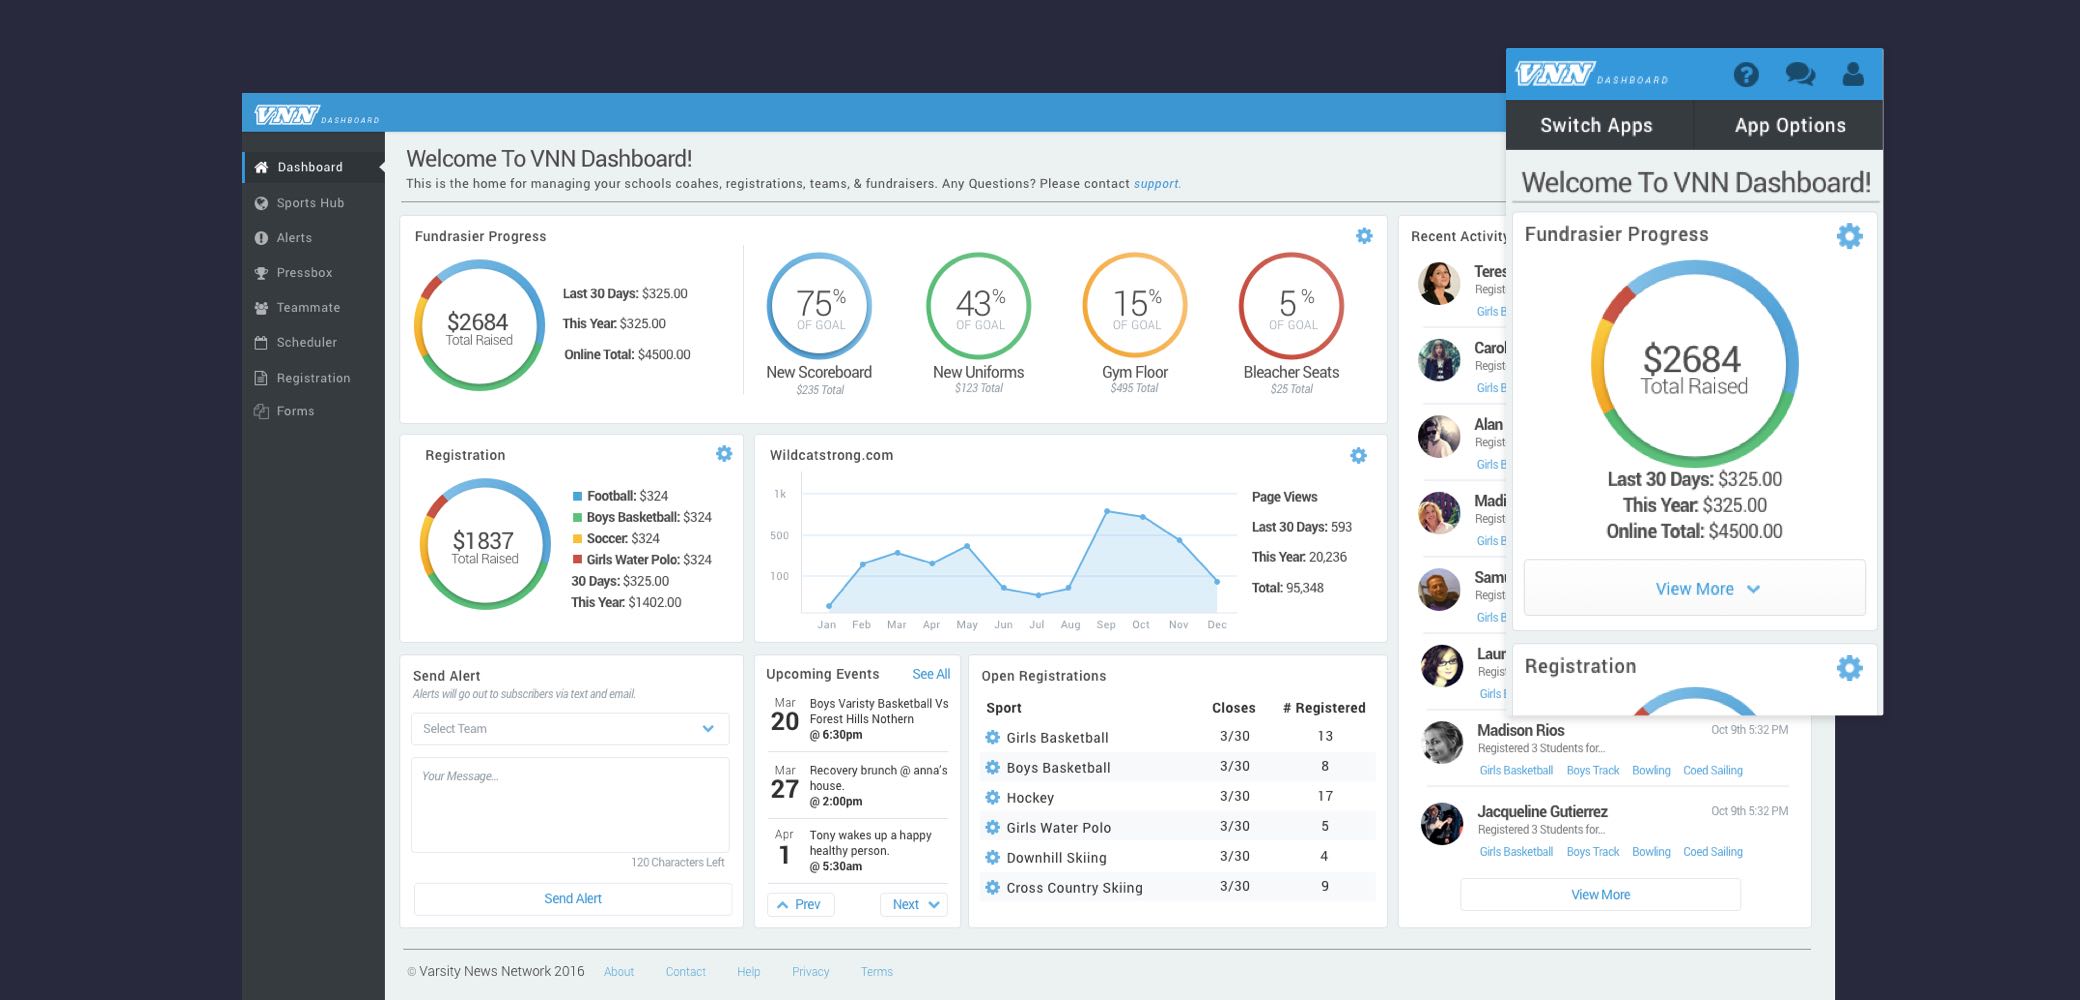 VNN DASHBOARD
Dashboard
Sports Hub
Alerts
Pressbox
Teammate
Scheduler
Registration
Forms
Welcome To VNN Dashboard!
This is the home for managing your schools coahes, registrations, teams, & fundraisers. Any Questions? Please contact support.
Fundrasier Progress
$2684
Total Raised
Last 30 Days: $325.00
This Year: $325.00
Online Total: $4500.00
75%
OF GOAL
New Scoreboard
$235 Total
43%
OF GOAL
New Uniforms
$123 Total
15%
OF GOAL
Gym Floor
$495 Total
5 %
OF GOAL
Bleacher Seats
$25 Total
Registration
$1837
Total Raised
Football: $324
Boys Basketball: $324
Soccer: $324
Girls Water Polo: $324
30 Days: $325.00
This Year: $1402.00
Wildcatstrong.com
1k
500
100
Jan Feb Mar Apr May Jun Jul Aug Sep Oct Nov Dec
Page Views
Last 30 Days: 593
This Year: 20,236
Total: 95,348
Send Alert
Alerts will go out to subscribers via text and email.
Select Team
Your Message...
120 Characters Left
Send Alert
Upcoming Events See All
Mar
20
Boys Varisty Basketball Vs
Forest Hills Nothern
@ 6:30pm
Mar
27
Recovery brunch @ anna's
house.
@ 2:00pm
Apr
1
Tony wakes up a happy
healthy person.
@ 5:30am
Prev Next
Open Registrations
Sport Closes # Registered
Girls Basketball 3/30 13
Boys Basketball 3/30 8
Hockey 3/30 17
Girls Water Polo 3/30 5
Downhill Skiing 3/30 4
Cross Country Skiing 3/30 9
Recent Activity
Teres
Regist
Girls B
Carol
Regist
Girls B
Alan
Regist
Girls B
Madi
Regist
Girls B
Samu
Regist
Girls B
Laur
Regist
Girls B
Madison Rios Oct 9th 5:32 PM
Registered 3 Students for...
Girls Basketball Boys Track Bowling Coed Sailing
Jacqueline Gutierrez Oct 9th 5:32 PM
Registered 3 Students for...
Girls Basketball Boys Track Bowling Coed Sailing
View More
© Varsity News Network 2016 About Contact Help Privacy Terms
VNN DASHBOARD
Switch Apps App Options
Welcome To VNN Dashboard!
Fundrasier Progress
$2684
Total Raised
Last 30 Days: $325.00
This Year: $325.00
Online Total: $4500.00
View More
Registration